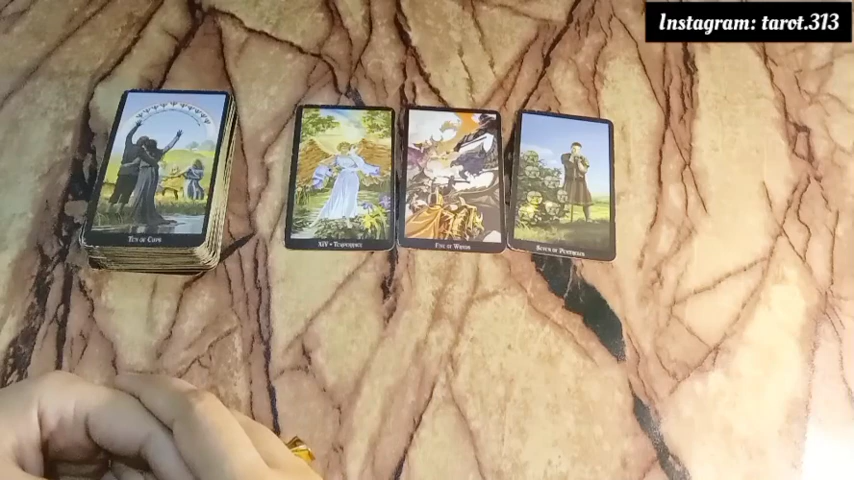 Instagram: tarot.313
Ten of Cups
XIV • Temperance
Five of Wands
Seven of Pentacles